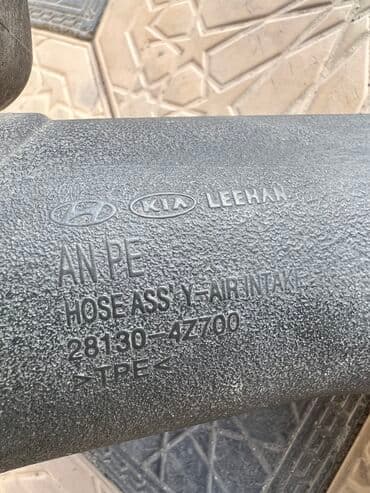 KIA LEEHAN
AN PE
HOSE ASS'Y-AIR INTAKE
28130-4Z700
>TPE<